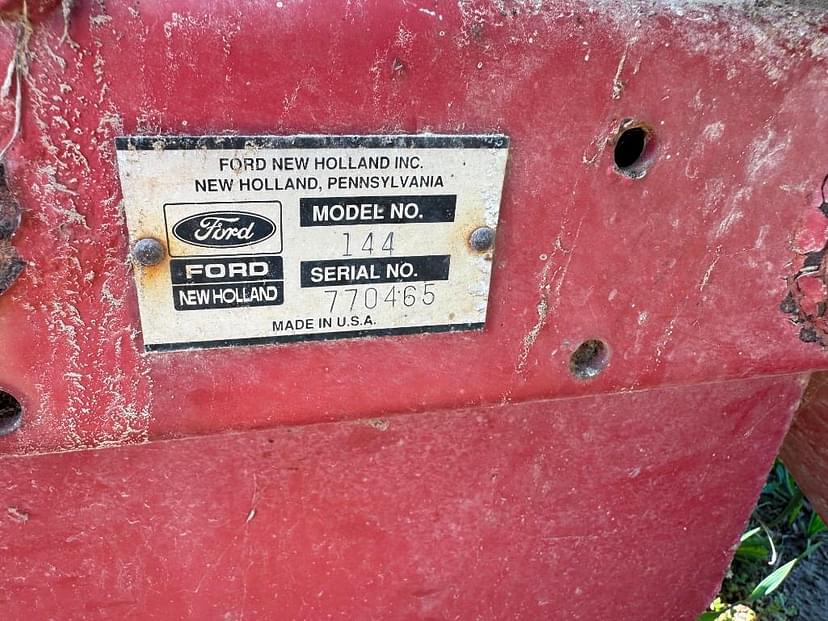 FORD NEW HOLLAND INC.
NEW HOLLAND, PENNSYLVANIA
Ford
FORD
NEW HOLLAND
MODEL NO.
144
SERIAL NO.
770465
MADE IN U.S.A.